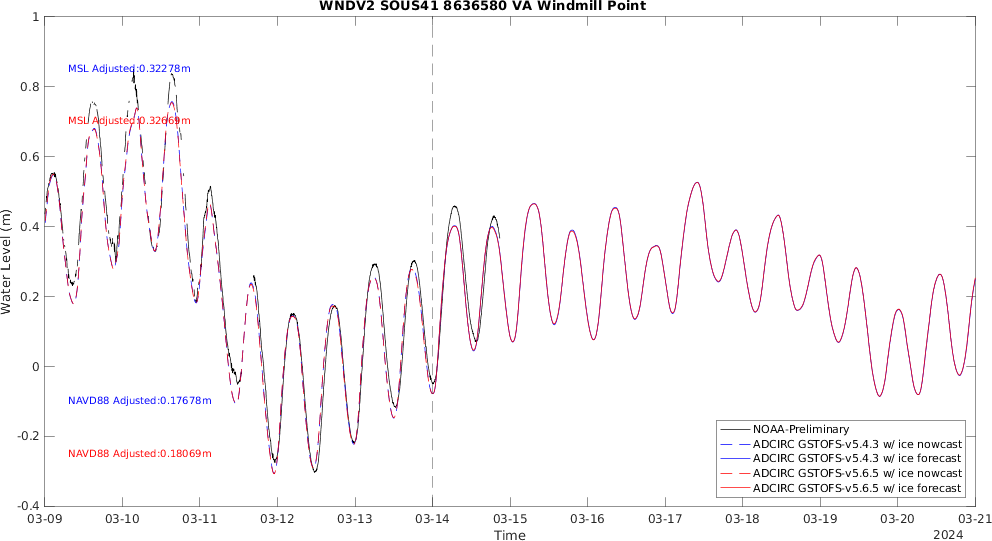 WNDV2 SOUS41 8636580 VA Windmill Point
1
0.8
0.6
0.4
0.2
0
-0.2
-0.4
Water Level (m)
MSL Adjusted:0.32278m
MSL Adjusted:0.32669m
NAVD88 Adjusted:0.17678m
NAVD88 Adjusted:0.18069m
NOAA-Preliminary
ADCIRC GSTOFS-v5.4.3 w/ ice nowcast
ADCIRC GSTOFS-v5.4.3 w/ ice forecast
ADCIRC GSTOFS-v5.6.5 w/ ice nowcast
ADCIRC GSTOFS-v5.6.5 w/ ice forecast
03-09 03-10 03-11 03-12 03-13 03-14 03-15 03-16 03-17 03-18 03-19 03-20 03-21
Time
2024